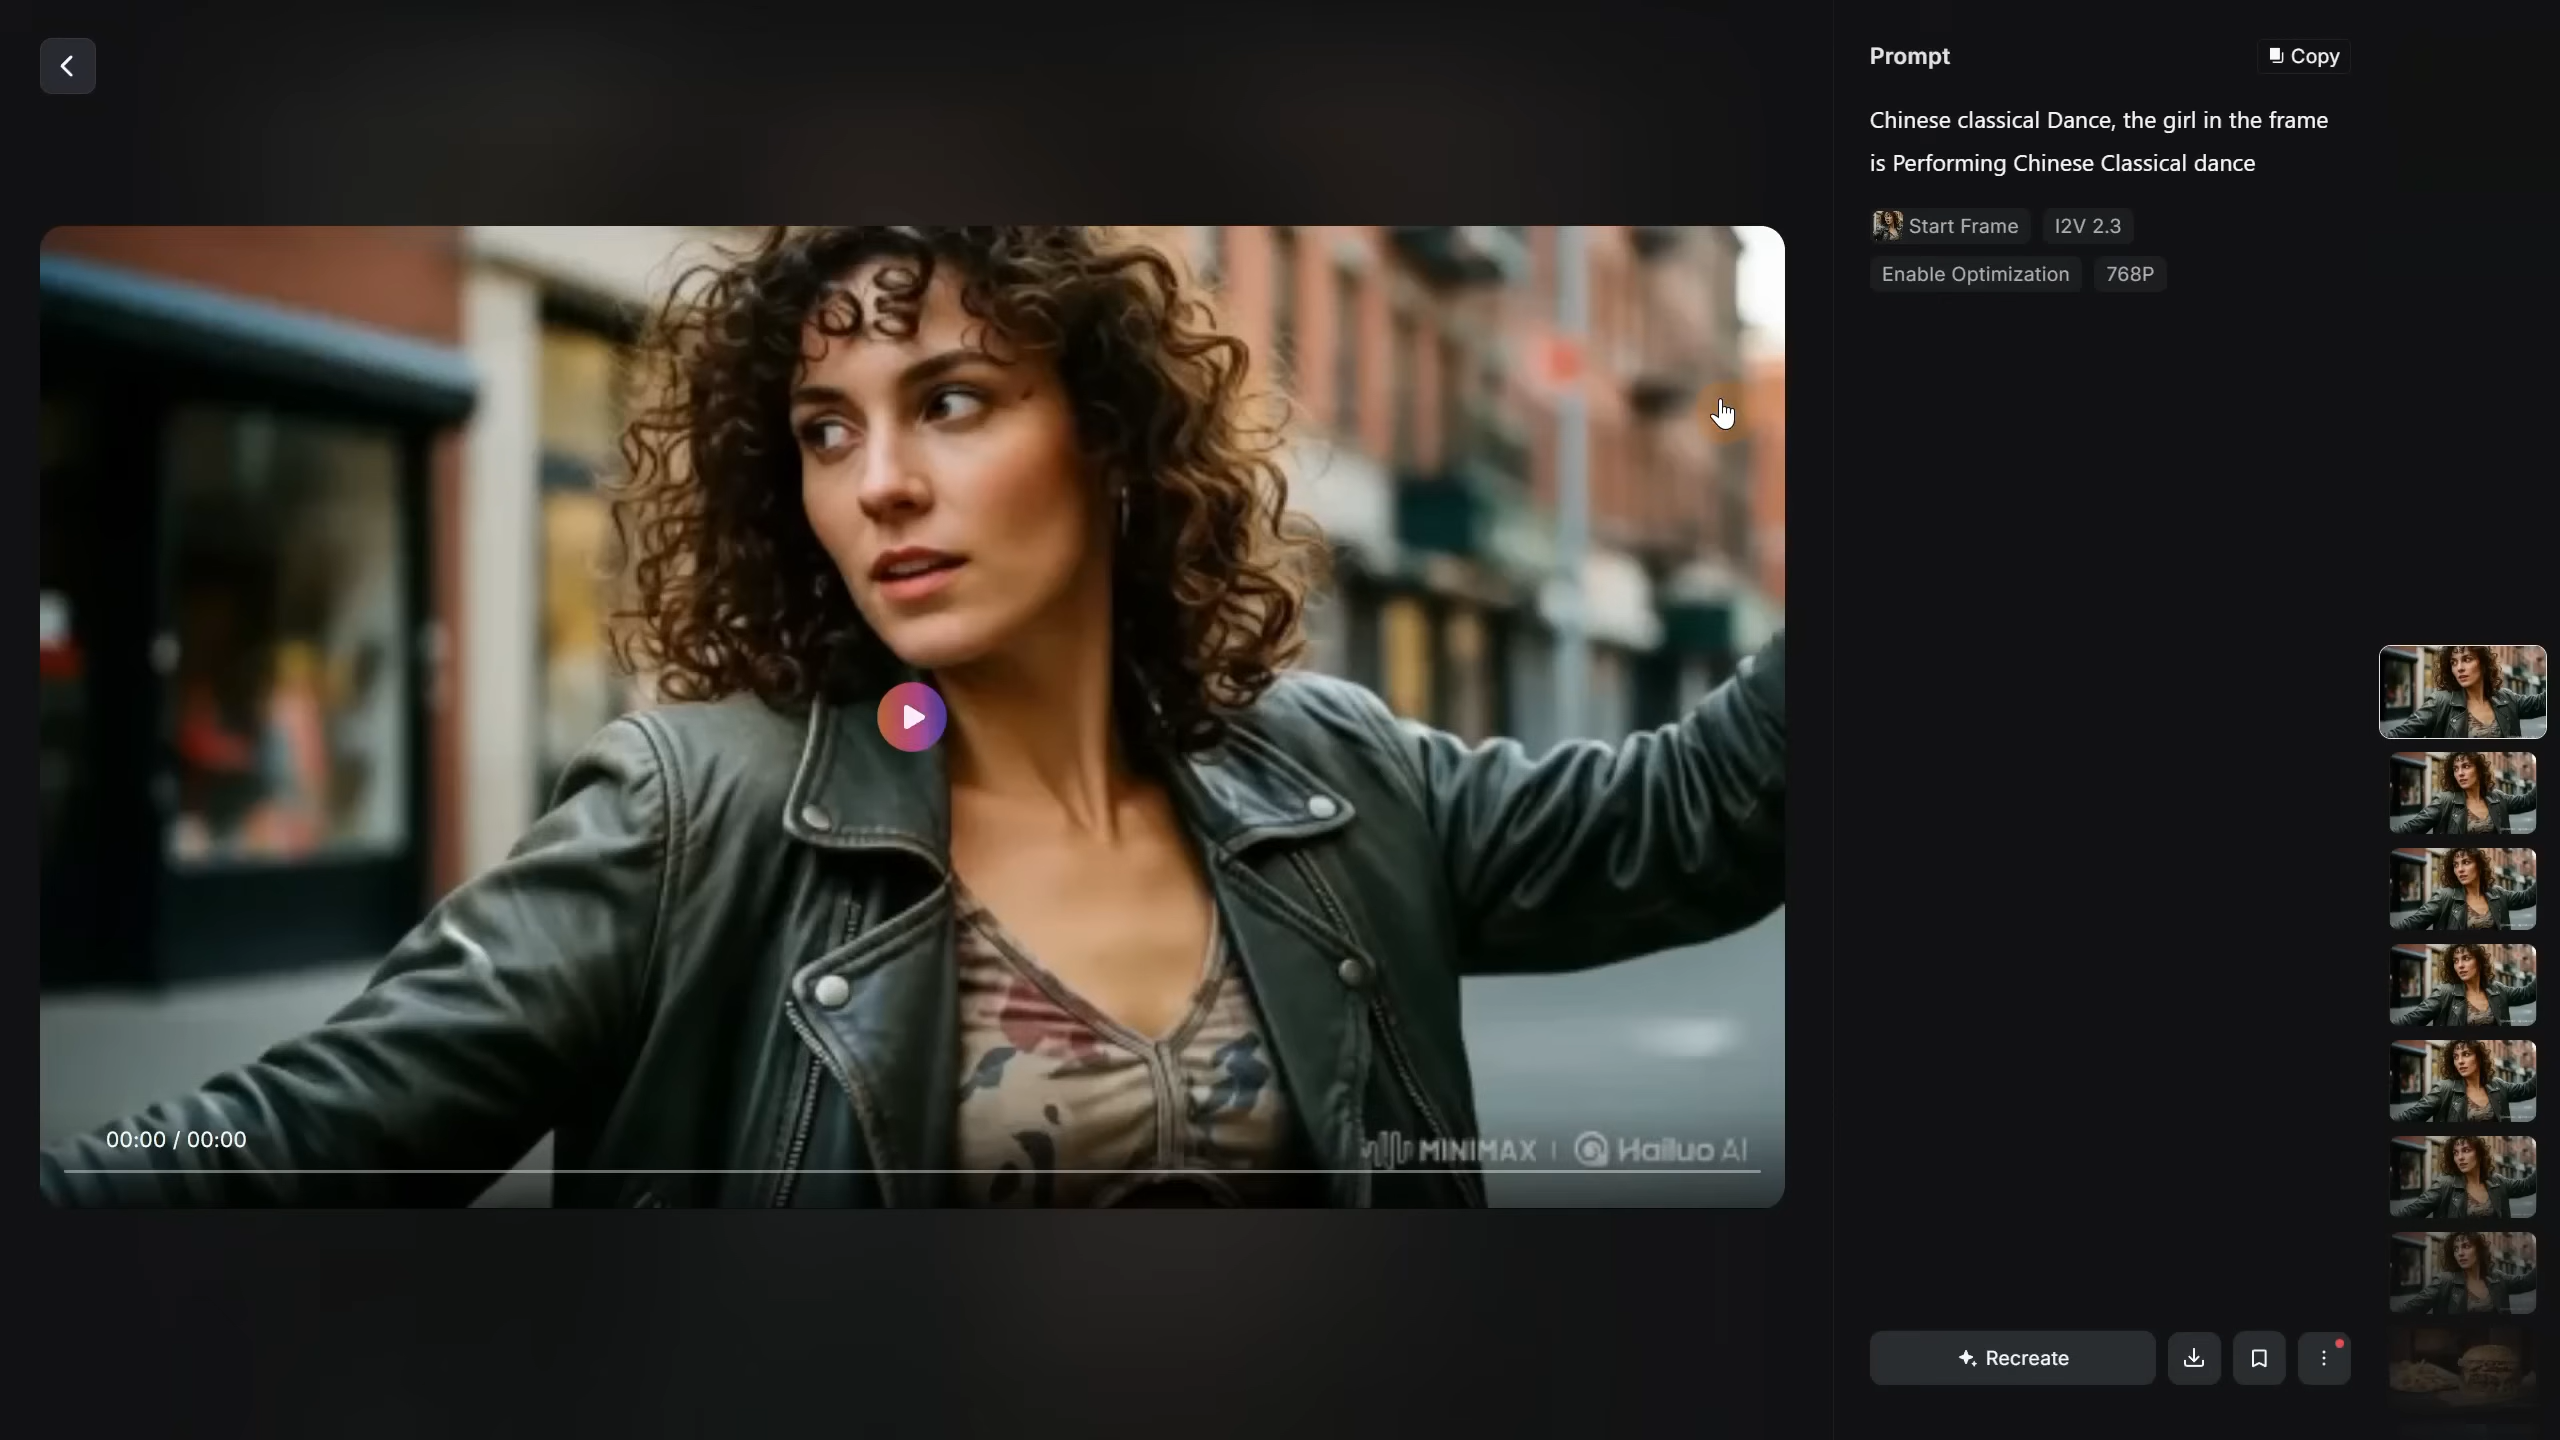 Prompt
Copy
Chinese classical Dance, the girl in the frame
is Performing Chinese Classical dance
Start Frame
I2V 2.3
Enable Optimization
768P
00:00 / 00:00
MINIMAX | Hailuo AI
Recreate